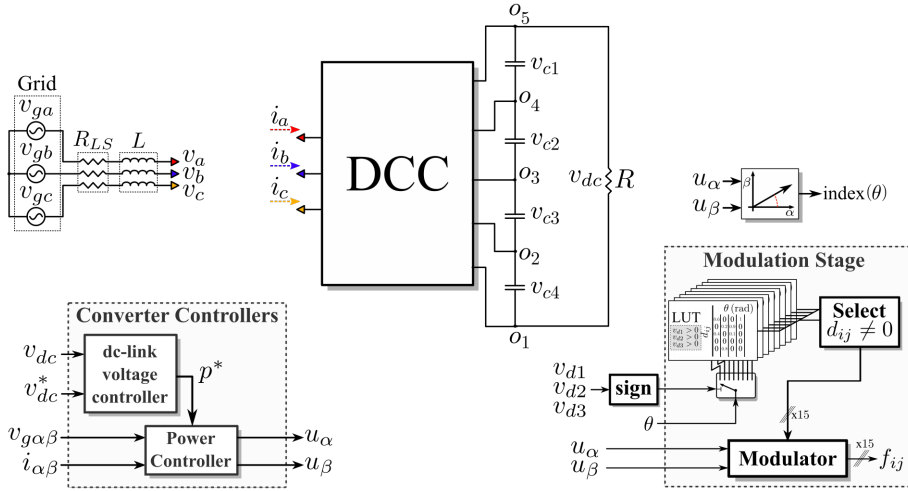 Grid
v_ga
v_gb
v_gc
R_LS
L
v_a
v_b
v_c
i_a
i_b
i_c
DCC
o_5
v_c1
o_4
v_c2
o_3
v_c3
o_2
v_c4
o_1
v_dc
R
u_α
u_β
β
α
index(θ)
Converter Controllers
v_dc
v*_dc
dc-link
voltage
controller
p*
v_gαβ
i_αβ
Power
Controller
u_α
u_β
Modulation Stage
LUT
v_d1 > 0
v_d2 > 0
v_d3 > 0
θ (rad)
d_ij
Select
d_ij ≠ 0
v_d1
v_d2
v_d3
sign
θ
x15
u_α
u_β
Modulator
x15
f_ij